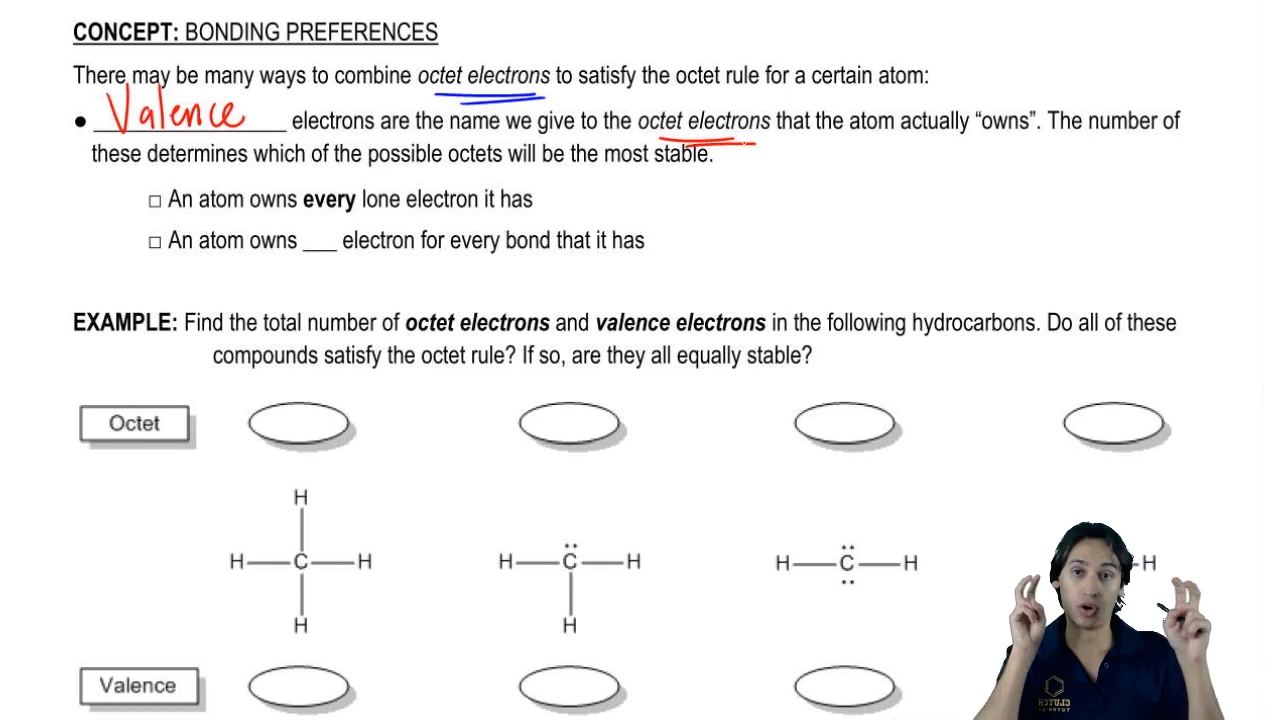 CONCEPT: BONDING PREFERENCES
There may be many ways to combine octet electrons to satisfy the octet rule for a certain atom:
● Valence electrons are the name we give to the octet electrons that the atom actually “owns”. The number of
these determines which of the possible octets will be the most stable.
□ An atom owns every lone electron it has
□ An atom owns ___ electron for every bond that it has
EXAMPLE: Find the total number of octet electrons and valence electrons in the following hydrocarbons. Do all of these
compounds satisfy the octet rule? If so, are they all equally stable?
Octet
H
H C H H C H H C H H
H H
Valence